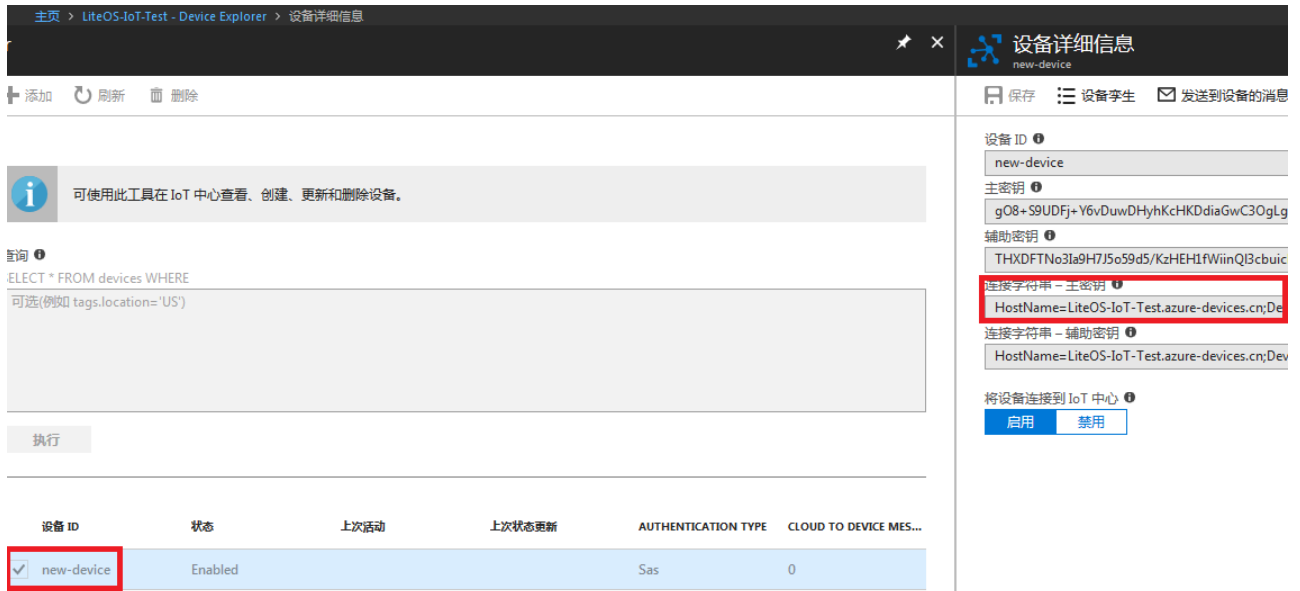 主页 > LiteOS-IoT-Test - Device Explorer > 设备详细信息
添加 刷新 删除
可使用此工具在 IoT 中心查看、创建、更新和删除设备。
查询
SELECT * FROM devices WHERE
可选(例如 tags.location='US')
执行
设备 ID 状态 上次活动 上次状态更新 AUTHENTICATION TYPE CLOUD TO DEVICE MES...
new-device Enabled Sas 0
设备详细信息
new-device
保存 设备孪生 发送到设备的消息
设备 ID
new-device
主密钥
gO8+S9UDFj+Y6vDuwDHyhKcHKDdiaGwC3OgLg
辅助密钥
THXDFTNo3Ia9H7J5o59d5/KzHEH1fWiinQl3cbuic
连接字符串 – 主密钥
HostName=LiteOS-IoT-Test.azure-devices.cn;De
连接字符串 – 辅助密钥
HostName=LiteOS-IoT-Test.azure-devices.cn;Dev
将设备连接到 IoT 中心
启用 禁用